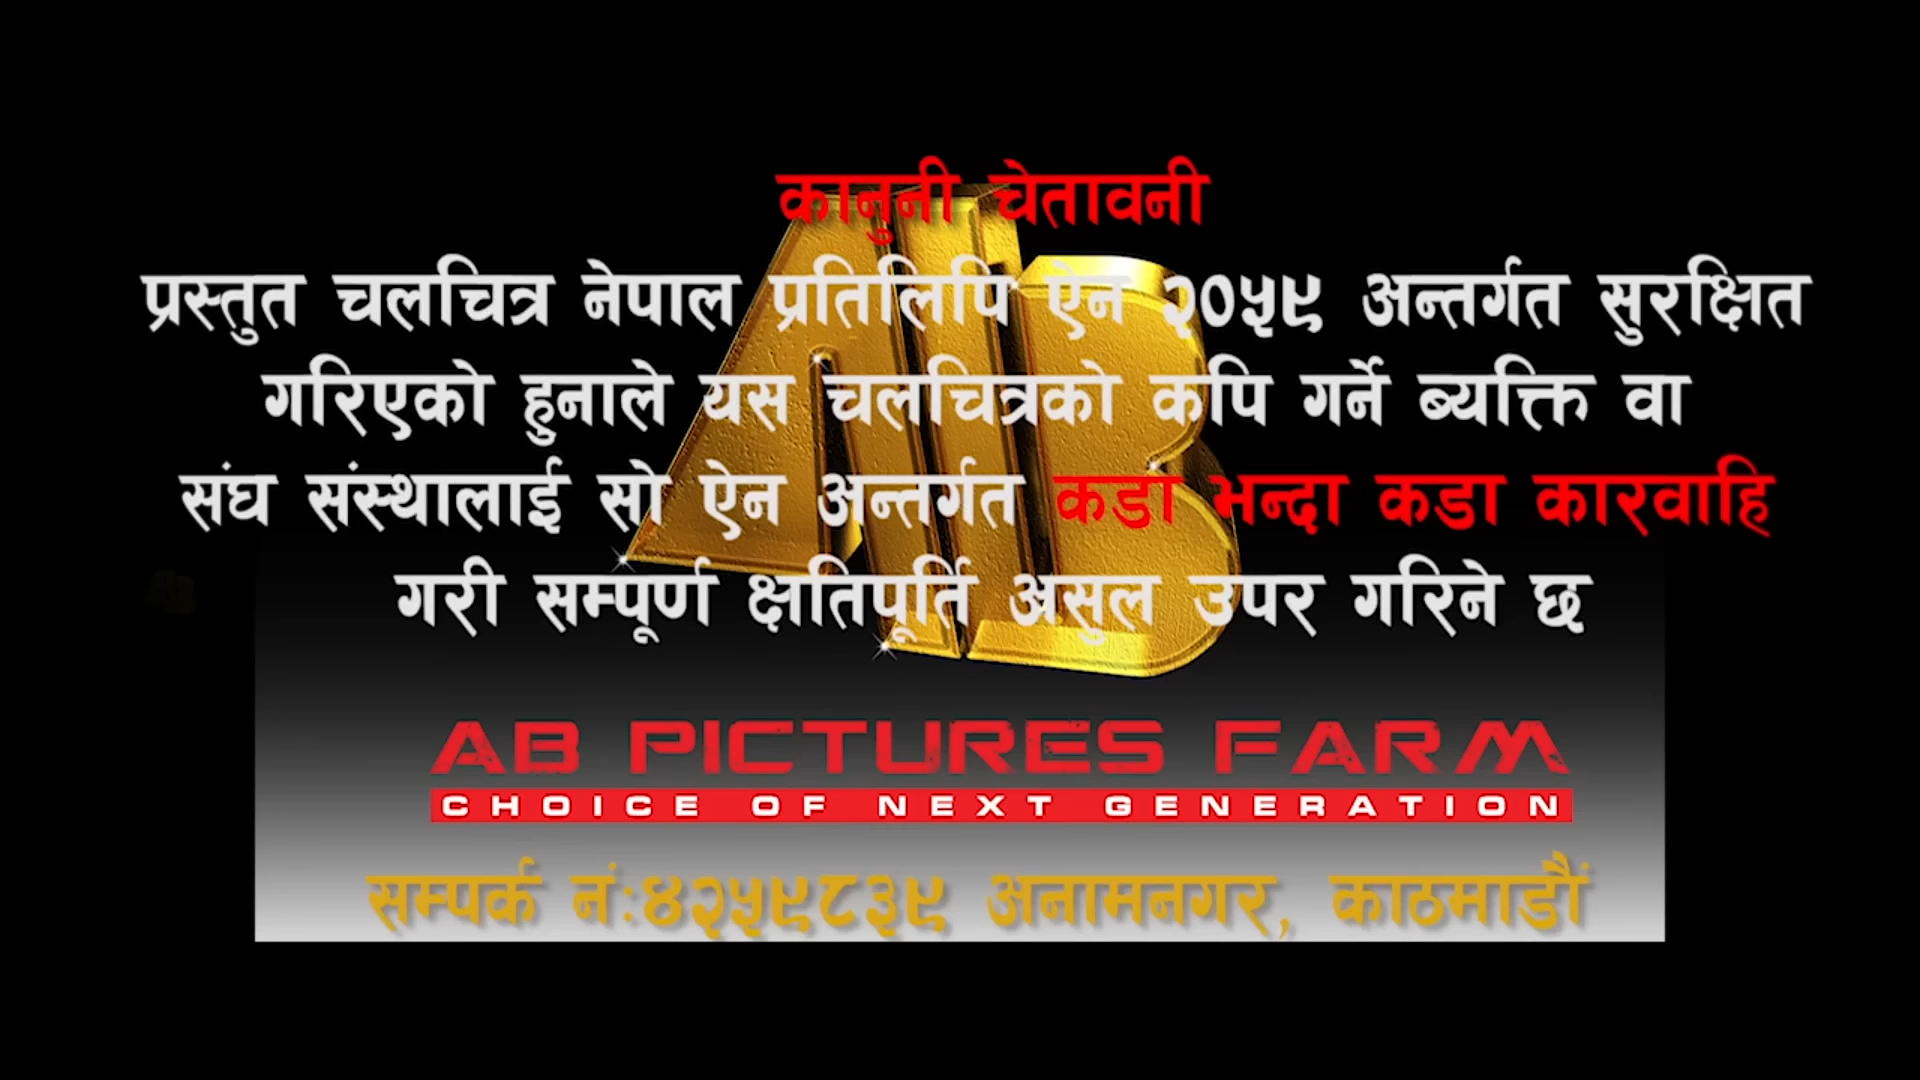 कानुनी चेतावनी
प्रस्तुत चलचित्र नेपाल प्रतिलिपि ऐन २०५९ अन्तर्गत सुरक्षित
गरिएको हुनाले यस चलचित्रको कपि गर्ने ब्यक्ति वा
संघ संस्थालाई सो ऐन अन्तर्गत कडा भन्दा कडा कारवाहि
गरी सम्पूर्ण क्षतिपूर्ति असुल उपर गरिने छ
AB
AB PICTURES FARM
CHOICE OF NEXT GENERATION
सम्पर्क नं:४२५९८३९ अनामनगर, काठमाडौं